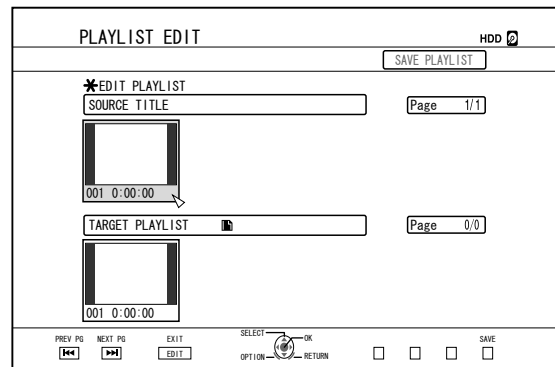 PLAYLIST EDIT
HDD
SAVE PLAYLIST
EDIT PLAYLIST
SOURCE TITLE
Page 1/1
001 0:00:00
TARGET PLAYLIST
Page 0/0
001 0:00:00
PREV PG NEXT PG EXIT SELECT OK SAVE
EDIT OPTION RETURN